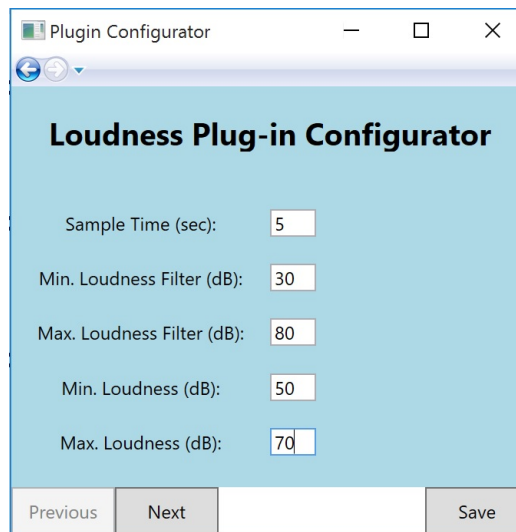 Plugin Configurator
Loudness Plug-in Configurator
Sample Time (sec): 5
Min. Loudness Filter (dB): 30
Max. Loudness Filter (dB): 80
Min. Loudness (dB): 50
Max. Loudness (dB): 70
Previous Next Save